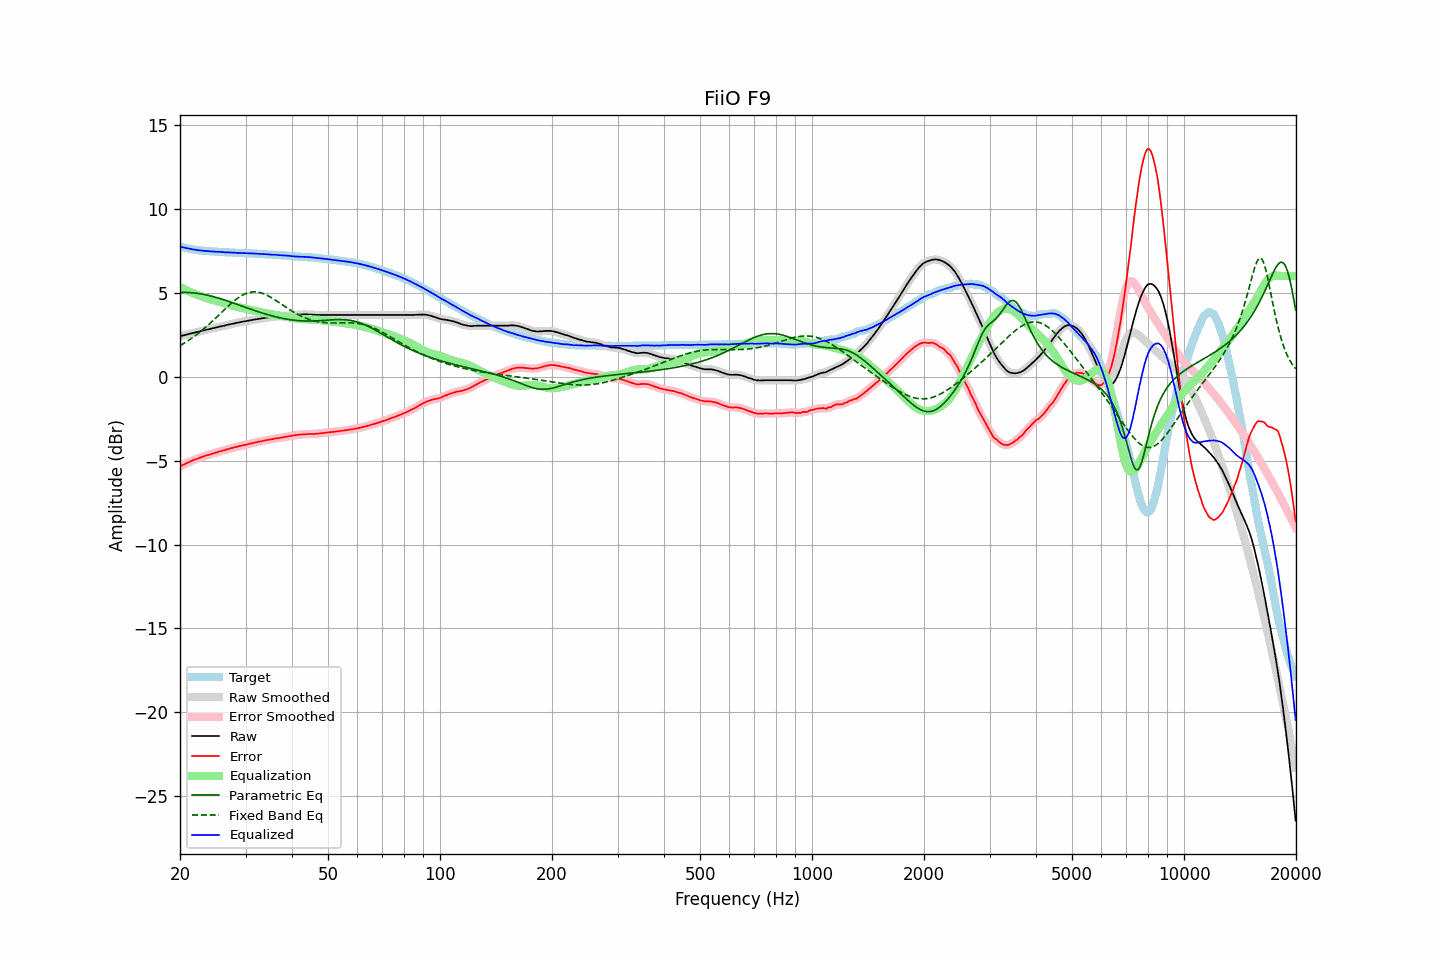 FiiO F9
15
10
5
0
−5
−10
−15
−20
−25
Amplitude (dBr)
Target
Raw Smoothed
Error Smoothed
Raw
Error
Equalization
Parametric Eq
Fixed Band Eq
Equalized
20 50 100 200 500 1000 2000 5000 10000 20000
Frequency (Hz)